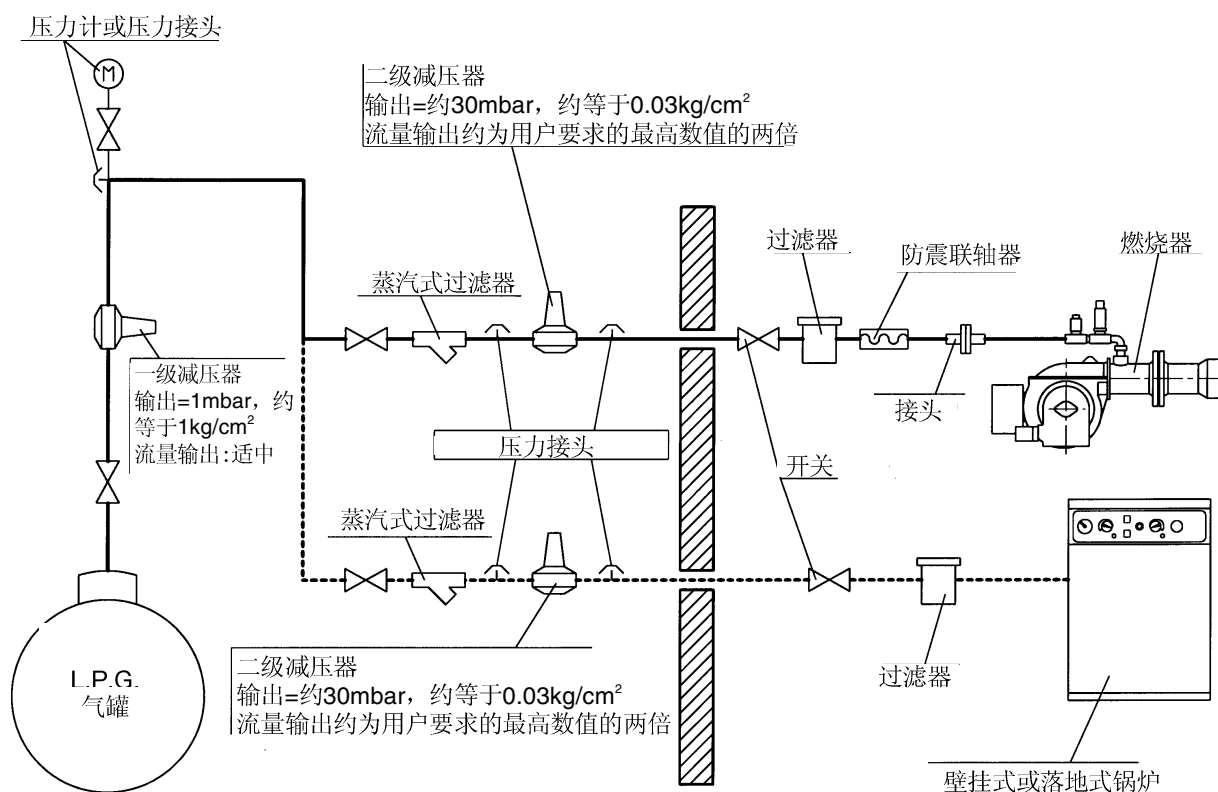 压力计或压力接头
M
二级减压器
输出=约30mbar，约等于0.03kg/cm²
流量输出约为用户要求的最高数值的两倍
过滤器
防震联轴器
燃烧器
蒸汽式过滤器
一级减压器
输出=1mbar，约
等于1kg/cm²
流量输出:适中
接头
压力接头
开关
蒸汽式过滤器
L.P.G.
气罐
二级减压器
输出=约30mbar，约等于0.03kg/cm²
流量输出约为用户要求的最高数值的两倍
过滤器
壁挂式或落地式锅炉